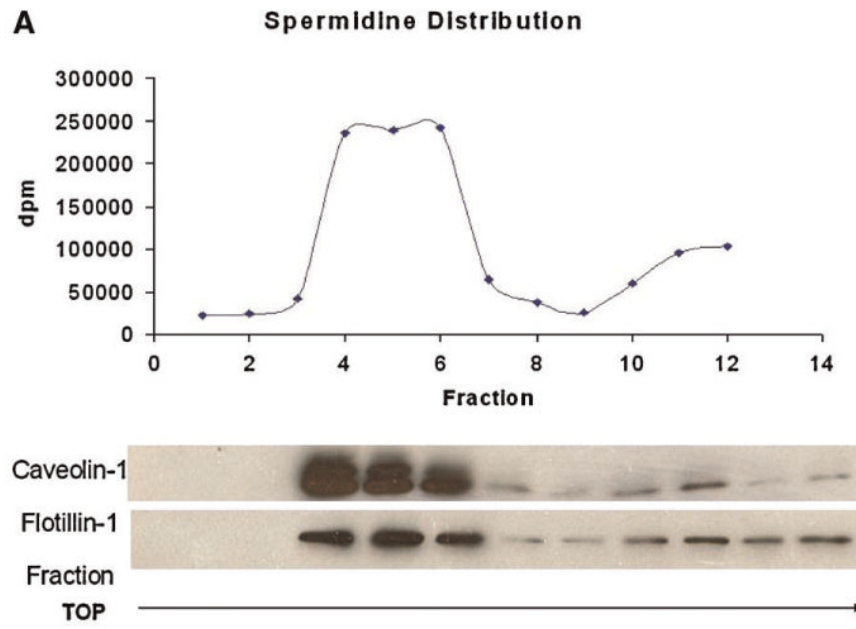 A
Spermidine Distribution
300000
250000
200000
150000
100000
50000
0
dpm
0 2 4 6 8 10 12 14
Fraction
Caveolin-1
Flotillin-1
Fraction
TOP